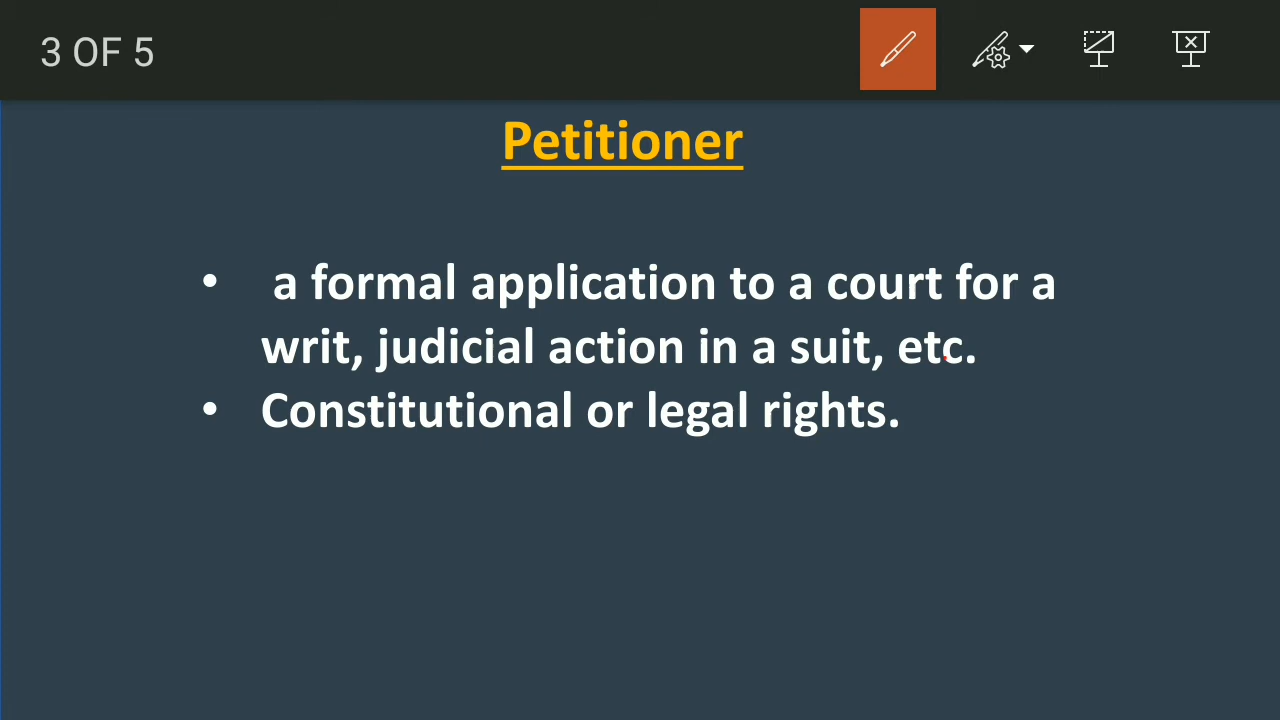 3 OF 5
Petitioner
• a formal application to a court for a
writ, judicial action in a suit, etc.
• Constitutional or legal rights.